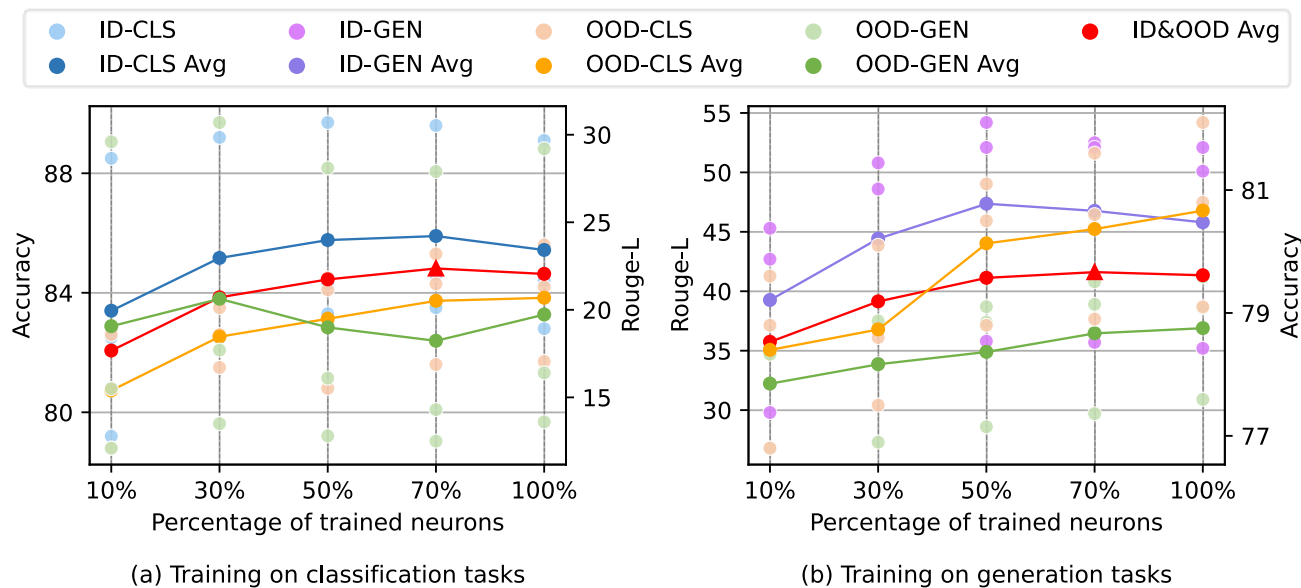 ID-CLS ID-GEN OOD-CLS OOD-GEN ID&OOD Avg
ID-CLS Avg ID-GEN Avg OOD-CLS Avg OOD-GEN Avg
Accuracy
88
84
80
30
25
20
15
Rouge-L
10% 30% 50% 70% 100%
Percentage of trained neurons
(a) Training on classification tasks
Rouge-L
55
50
45
40
35
30
81
79
77
Accuracy
10% 30% 50% 70% 100%
Percentage of trained neurons
(b) Training on generation tasks